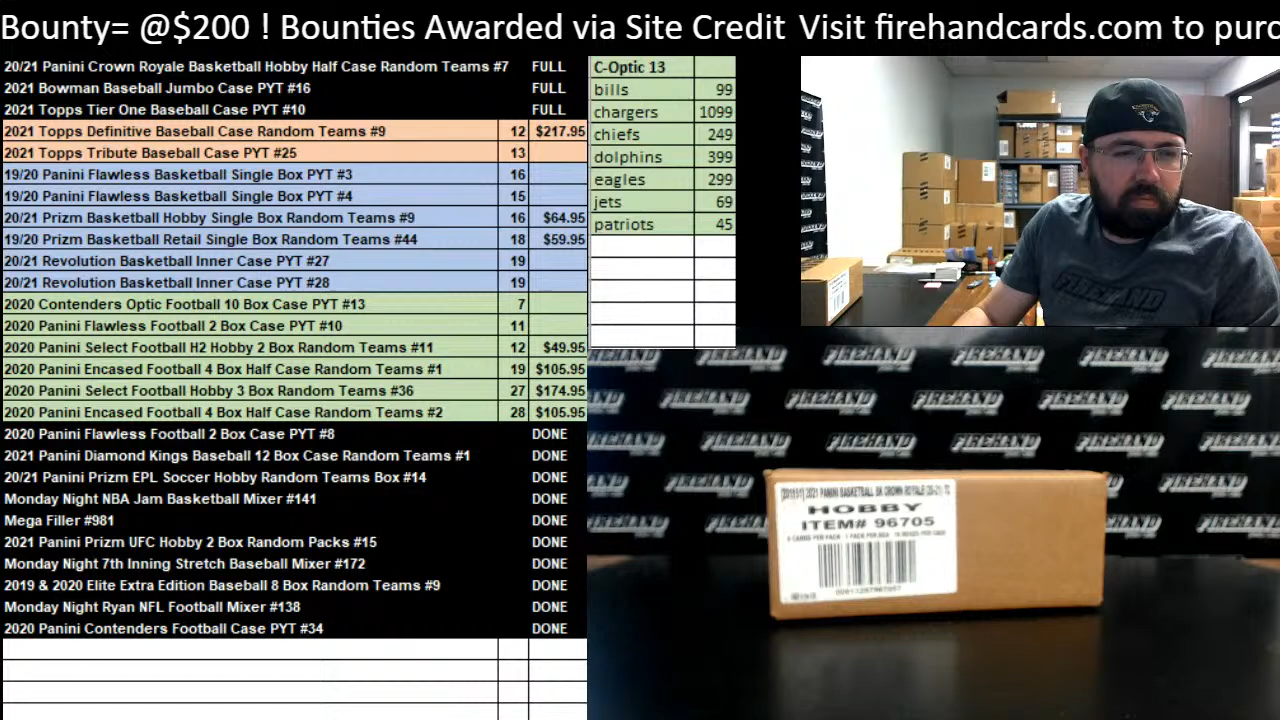 Bounty= @$200 ! Bounties Awarded via Site Credit Visit firehandcards.com to purc
20/21 Panini Crown Royale Basketball Hobby Half Case Random Teams #7 FULL
2021 Bowman Baseball Jumbo Case PYT #16 FULL
2021 Topps Tier One Baseball Case PYT #10 FULL
2021 Topps Definitive Baseball Case Random Teams #9 12 $217.95
2021 Topps Tribute Baseball Case PYT #25 13
19/20 Panini Flawless Basketball Single Box PYT #3 16
19/20 Panini Flawless Basketball Single Box PYT #4 15
20/21 Prizm Basketball Hobby Single Box Random Teams #9 16 $64.95
19/20 Prizm Basketball Retail Single Box Random Teams #44 18 $59.95
20/21 Revolution Basketball Inner Case PYT #27 19
20/21 Revolution Basketball Inner Case PYT #28 19
2020 Contenders Optic Football 10 Box Case PYT #13 7
2020 Panini Flawless Football 2 Box Case PYT #10 11
2020 Panini Select Football H2 Hobby 2 Box Random Teams #11 12 $49.95
2020 Panini Encased Football 4 Box Half Case Random Teams #1 19 $105.95
2020 Panini Select Football Hobby 3 Box Random Teams #36 27 $174.95
2020 Panini Encased Football 4 Box Half Case Random Teams #2 28 $105.95
2020 Panini Flawless Football 2 Box Case PYT #8 DONE
2021 Panini Diamond Kings Baseball 12 Box Case Random Teams #1 DONE
20/21 Panini Prizm EPL Soccer Hobby Random Teams Box #14 DONE
Monday Night NBA Jam Basketball Mixer #141 DONE
Mega Filler #981 DONE
2021 Panini Prizm UFC Hobby 2 Box Random Packs #15 DONE
Monday Night 7th Inning Stretch Baseball Mixer #172 DONE
2019 & 2020 Elite Extra Edition Baseball 8 Box Random Teams #9 DONE
Monday Night Ryan NFL Football Mixer #138 DONE
2020 Panini Contenders Football Case PYT #34 DONE
C-Optic 13
bills 99
chargers 1099
chiefs 249
dolphins 399
eagles 299
jets 69
patriots 45
FIREHAND
FIREHAND FIREHAND FIREHAND FIREHAND
2021 PANINI BASKETBALL CROWN ROYALE
HOBBY
ITEM# 96705